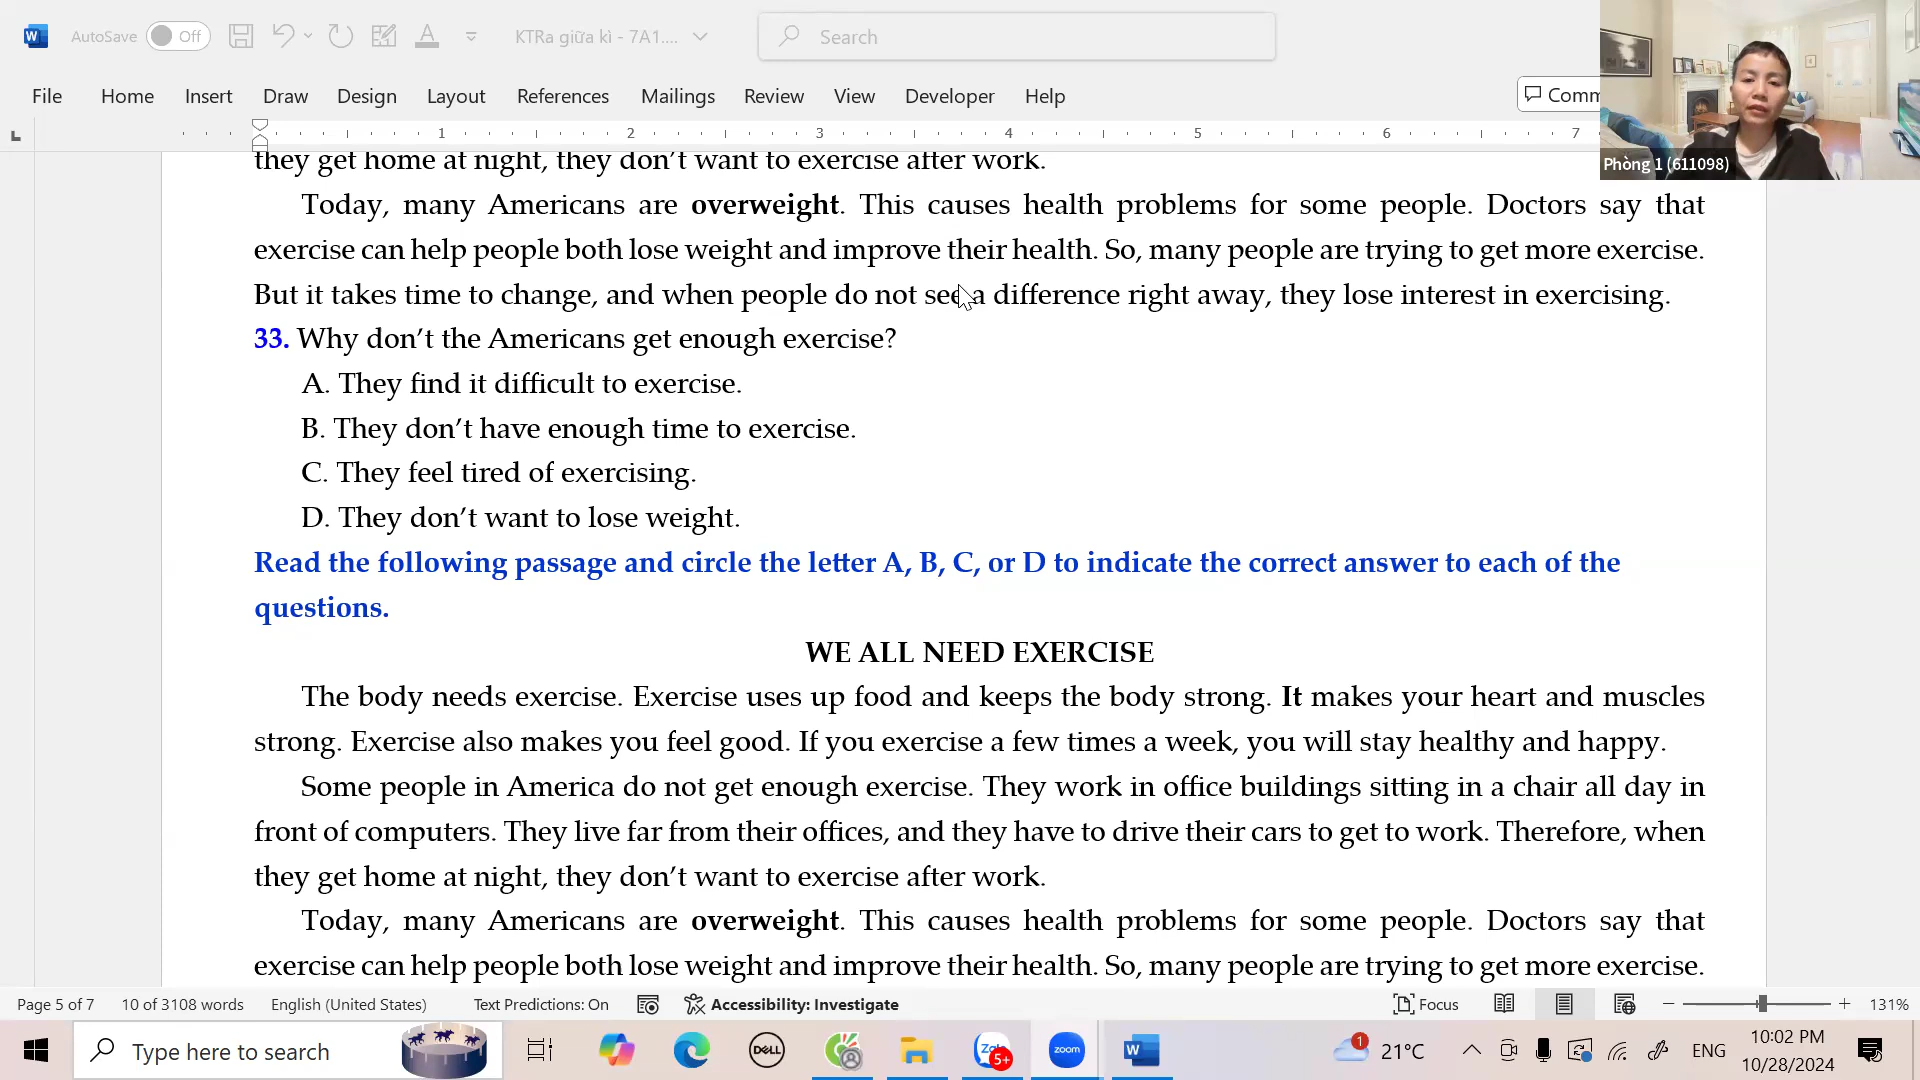 AutoSave Off KTRa giữa kì - 7A1.... Search
File Home Insert Draw Design Layout References Mailings Review View Developer Help Comm
1 2 3 4 5 6 7
Phòng 1 (611098)
they get home at night, they don't want to exercise after work.
Today, many Americans are overweight. This causes health problems for some people. Doctors say that
exercise can help people both lose weight and improve their health. So, many people are trying to get more exercise.
But it takes time to change, and when people do not see a difference right away, they lose interest in exercising.
33. Why don't the Americans get enough exercise?
A. They find it difficult to exercise.
B. They don't have enough time to exercise.
C. They feel tired of exercising.
D. They don't want to lose weight.
Read the following passage and circle the letter A, B, C, or D to indicate the correct answer to each of the
questions.
WE ALL NEED EXERCISE
The body needs exercise. Exercise uses up food and keeps the body strong. It makes your heart and muscles
strong. Exercise also makes you feel good. If you exercise a few times a week, you will stay healthy and happy.
Some people in America do not get enough exercise. They work in office buildings sitting in a chair all day in
front of computers. They live far from their offices, and they have to drive their cars to get to work. Therefore, when
they get home at night, they don't want to exercise after work.
Today, many Americans are overweight. This causes health problems for some people. Doctors say that
exercise can help people both lose weight and improve their health. So, many people are trying to get more exercise.
Page 5 of 7 10 of 3108 words English (United States) Text Predictions: On Accessibility: Investigate Focus 131%
Type here to search DELL Zalo 5+ zoom W 1 21°C ENG 10:02 PM
10/28/2024